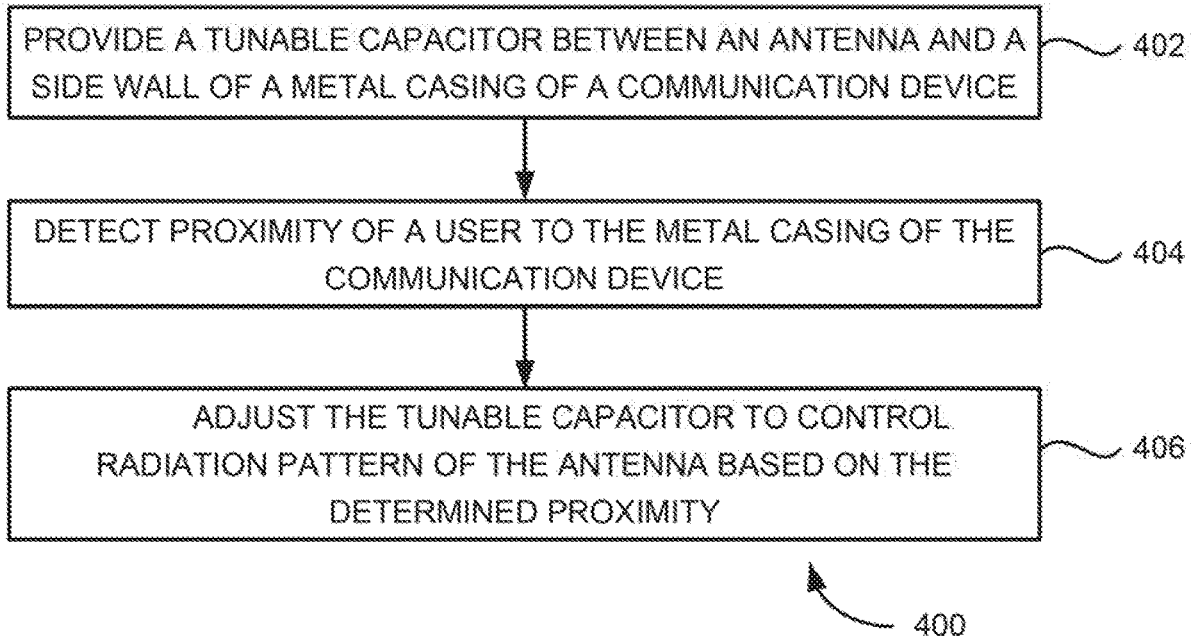 PROVIDE A TUNABLE CAPACITOR BETWEEN AN ANTENNA AND A
SIDE WALL OF A METAL CASING OF A COMMUNICATION DEVICE
402
DETECT PROXIMITY OF A USER TO THE METAL CASING OF THE
COMMUNICATION DEVICE
404
ADJUST THE TUNABLE CAPACITOR TO CONTROL
RADIATION PATTERN OF THE ANTENNA BASED ON THE
DETERMINED PROXIMITY
406
400